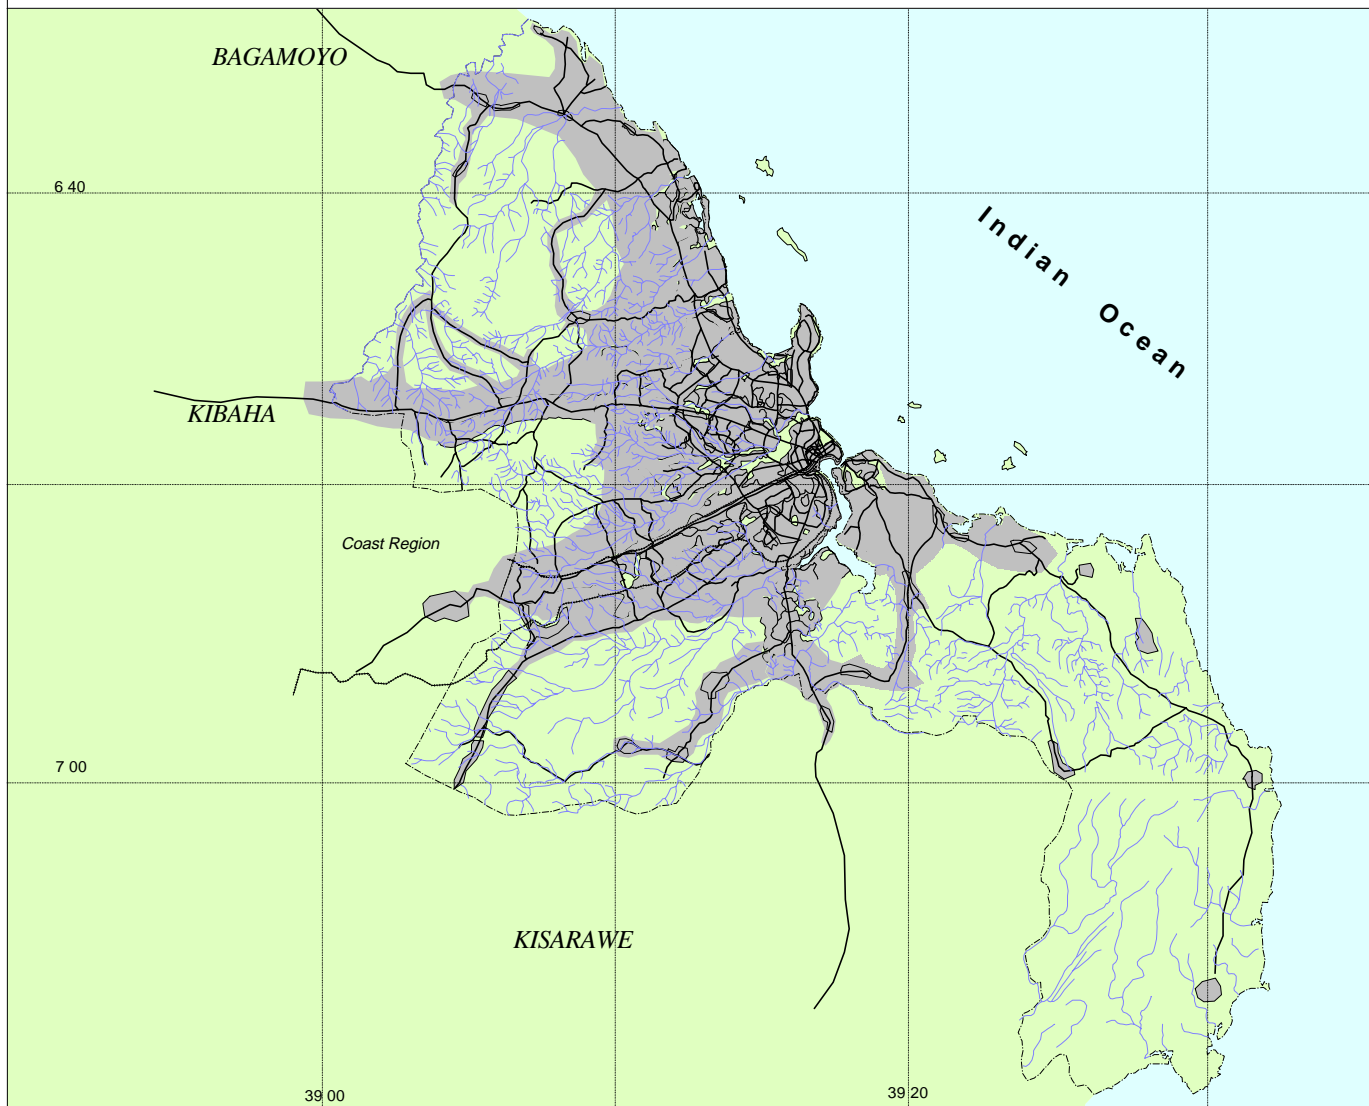 BAGAMOYO
6 40
Indian Ocean
KIBAHA
Coast Region
7 00
KISARAWE
39 00
39 20